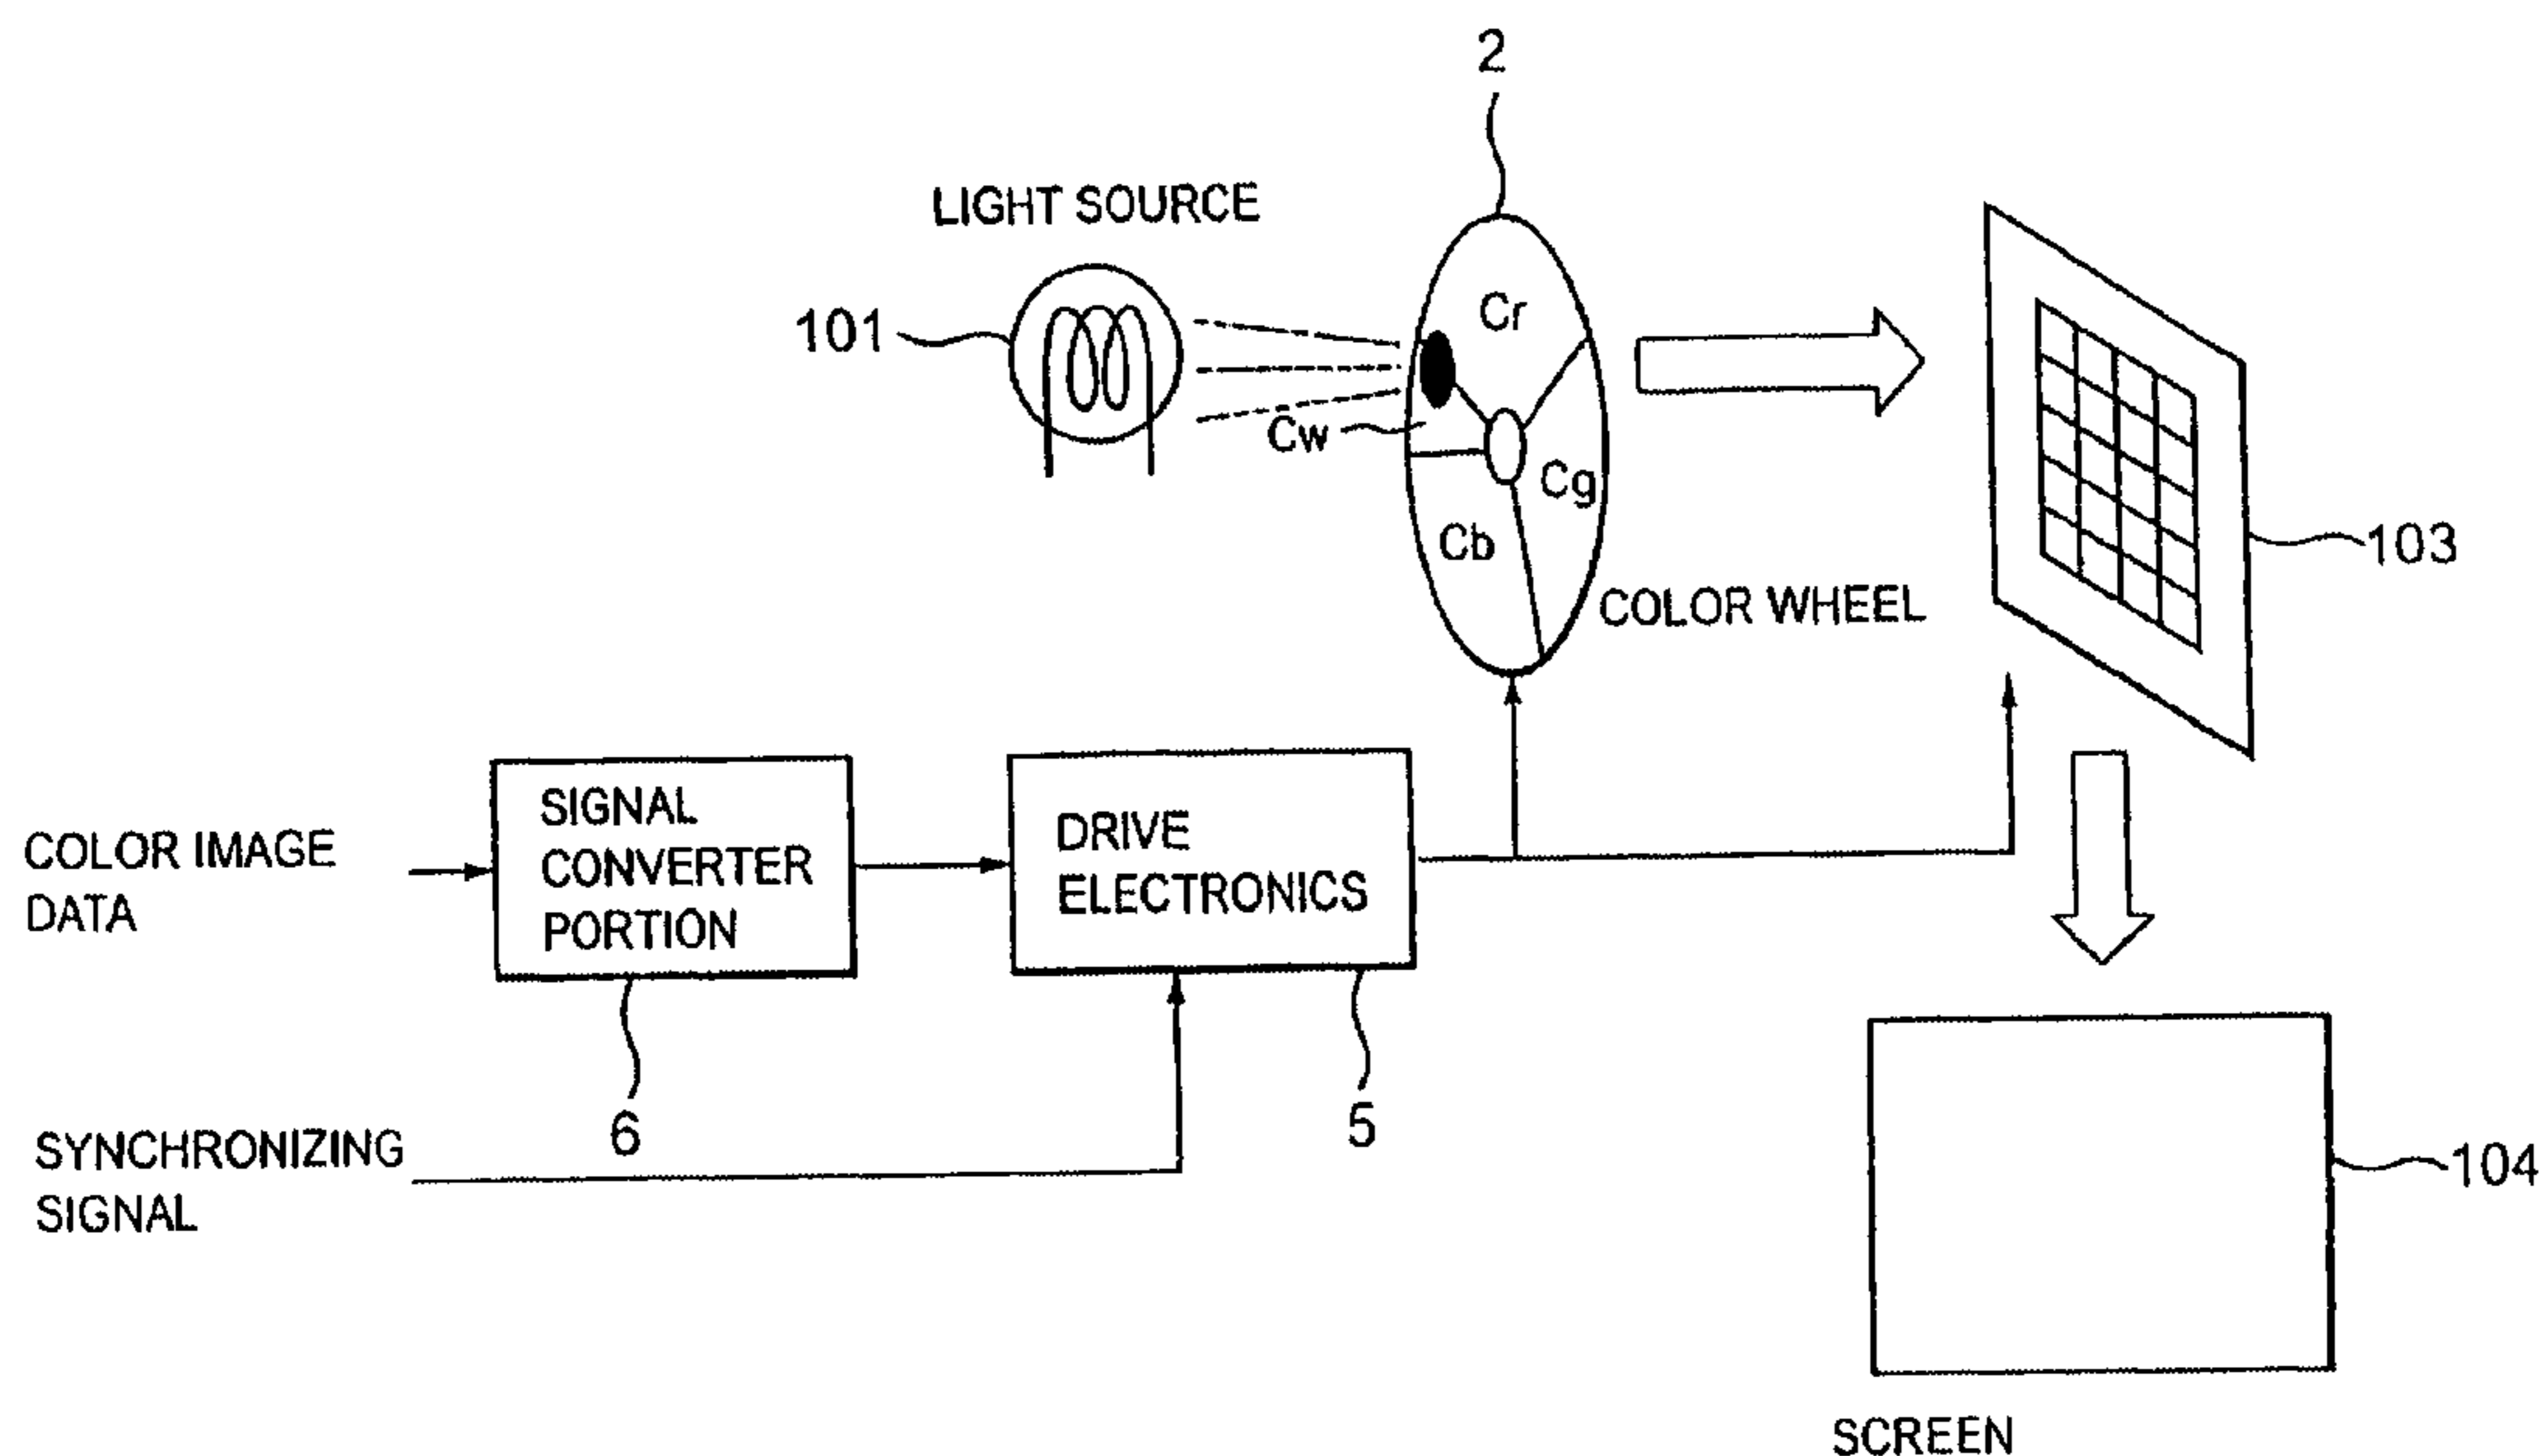 2
LIGHT SOURCE
101
Cr
Cw
Cg
Cb
103
COLOR WHEEL
COLOR IMAGE
DATA
SIGNAL
CONVERTER
PORTION
DRIVE
ELECTRONICS
6
5
SYNCHRONIZING
SIGNAL
104
SCREEN